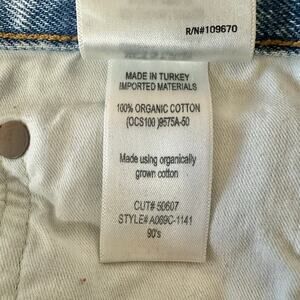 R/N#109670
MADE IN TURKEY
IMPORTED MATERIALS
100% ORGANIC COTTON
(OCS100 )9575A-50
Made using organically
grown cotton
CUT# 50607
STYLE# A069C-1141
90's